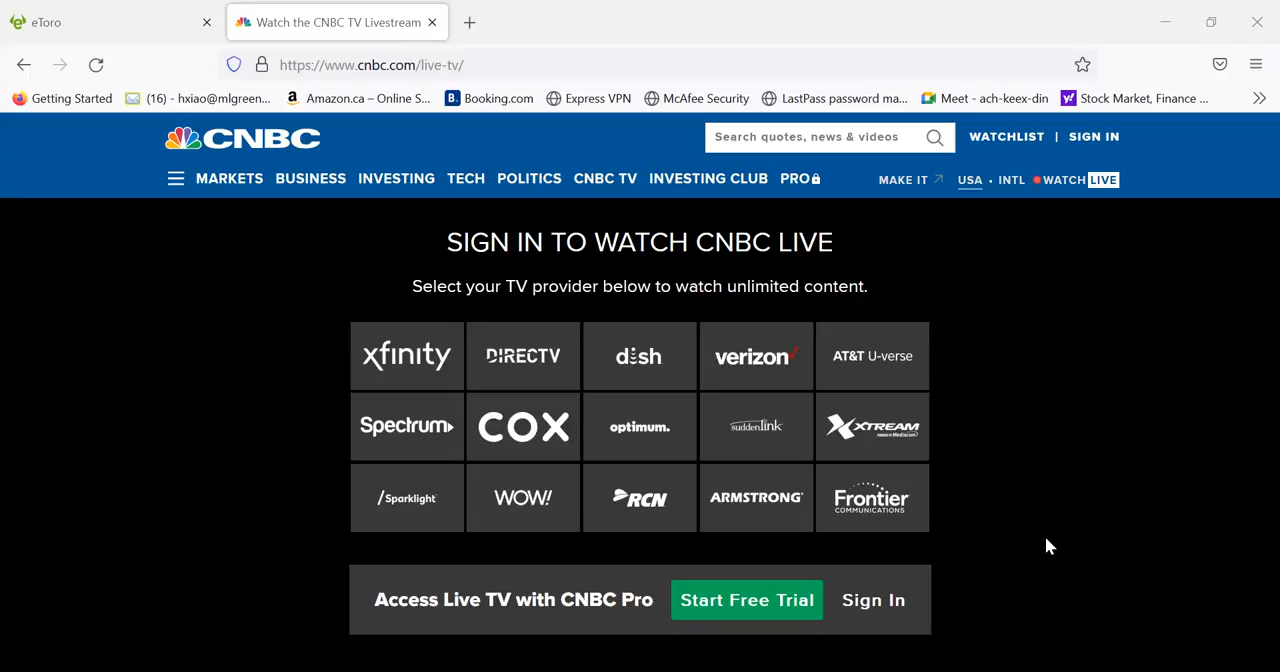 eToro
Watch the CNBC TV Livestream
https://www.cnbc.com/live-tv/
Getting Started
(16) - hxiao@mlgreen...
Amazon.ca – Online S...
B. Booking.com
Express VPN
McAfee Security
LastPass password ma...
Meet - ach-keex-din
y! Stock Market, Finance ...
CNBC
Search quotes, news & videos
WATCHLIST | SIGN IN
MARKETS BUSINESS INVESTING TECH POLITICS CNBC TV INVESTING CLUB PRO
MAKE IT USA • INTL WATCH LIVE
SIGN IN TO WATCH CNBC LIVE
Select your TV provider below to watch unlimited content.
xfinity DIRECTV dish verizon AT&T U-verse
Spectrum COX optimum. suddenlink XTREAM POWERED BY Mediacom
Sparklight WOW! RCN ARMSTRONG Frontier COMMUNICATIONS
Access Live TV with CNBC Pro Start Free Trial Sign In